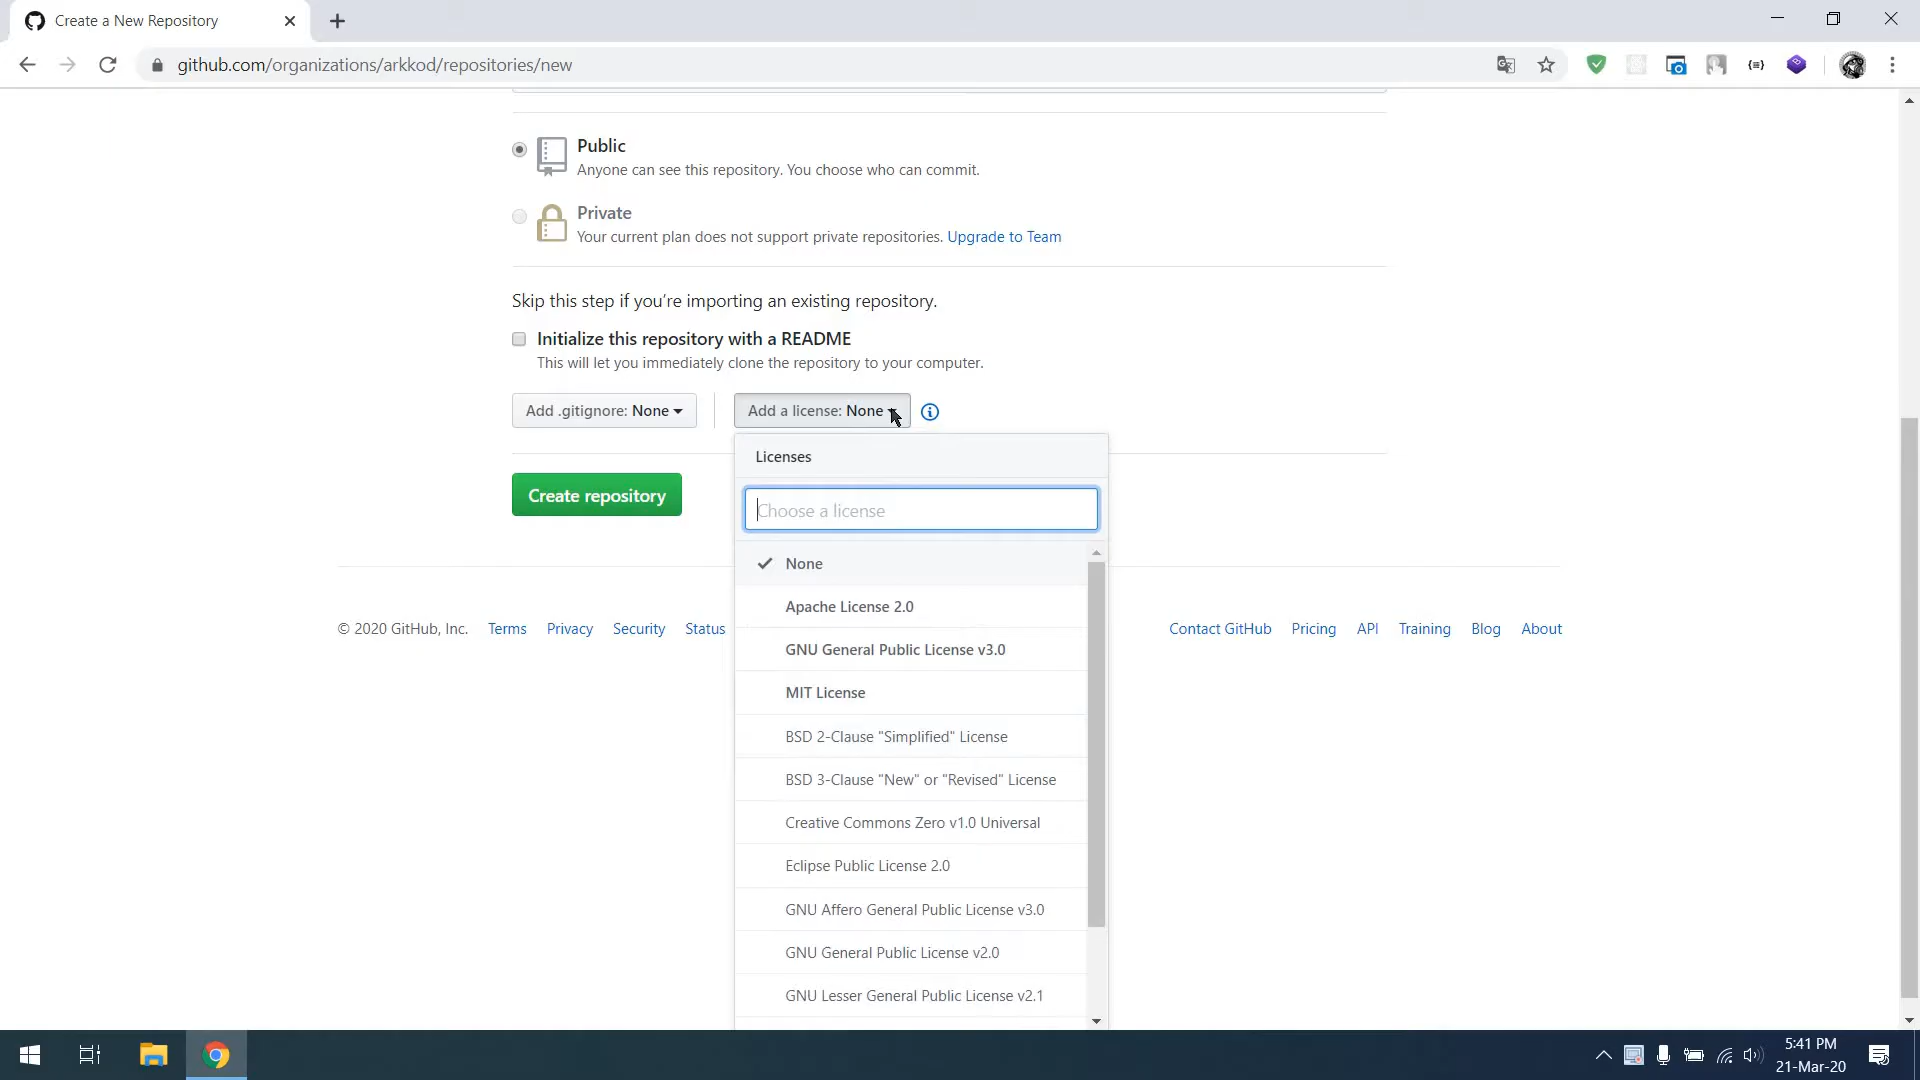 Create a New Repository
github.com/organizations/arkkod/repositories/new
Public
Anyone can see this repository. You choose who can commit.
Private
Your current plan does not support private repositories. Upgrade to Team
Skip this step if you're importing an existing repository.
Initialize this repository with a README
This will let you immediately clone the repository to your computer.
Add .gitignore: None
Add a license: None
Licenses
Create repository
Choose a license
None
Apache License 2.0
GNU General Public License v3.0
MIT License
BSD 2-Clause "Simplified" License
BSD 3-Clause "New" or "Revised" License
Creative Commons Zero v1.0 Universal
Eclipse Public License 2.0
GNU Affero General Public License v3.0
GNU General Public License v2.0
GNU Lesser General Public License v2.1
© 2020 GitHub, Inc. Terms Privacy Security Status
Contact GitHub Pricing API Training Blog About
5:41 PM
21-Mar-20